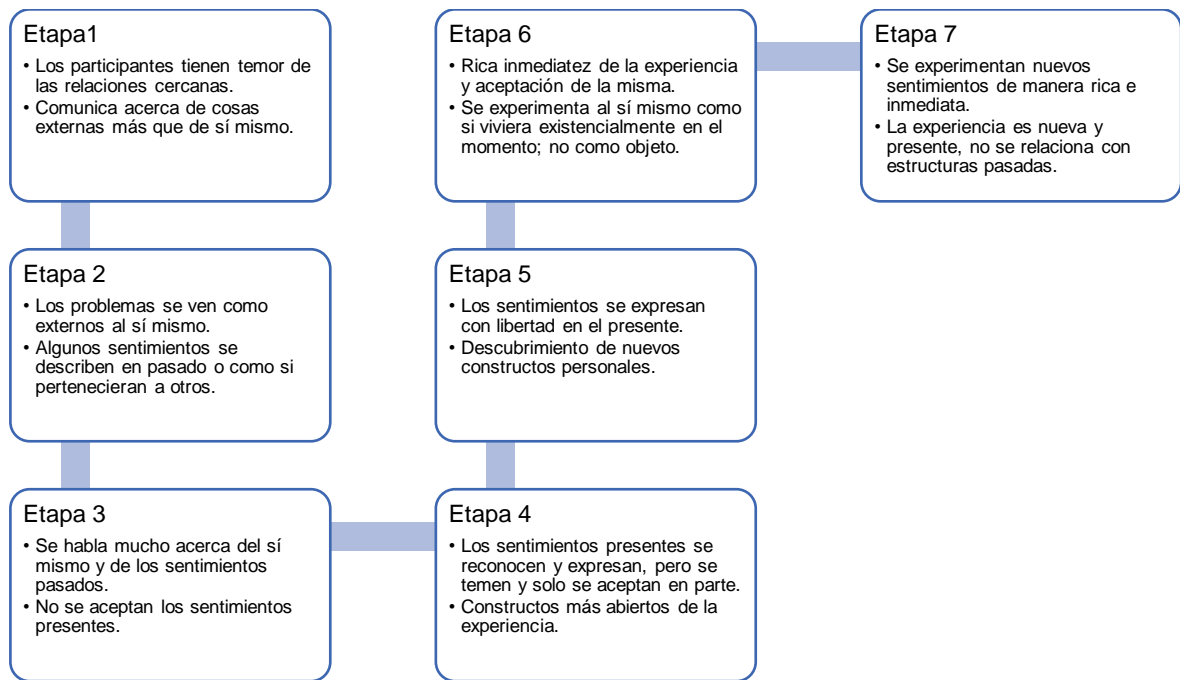 Etapa1
• Los participantes tienen temor de
las relaciones cercanas.
• Comunica acerca de cosas
externas más que de sí mismo.
Etapa 2
• Los problemas se ven como
externos al sí mismo.
• Algunos sentimientos se
describen en pasado o como si
pertenecieran a otros.
Etapa 3
• Se habla mucho acerca del sí
mismo y de los sentimientos
pasados.
• No se aceptan los sentimientos
presentes.
Etapa 4
• Los sentimientos presentes se
reconocen y expresan, pero se
temen y solo se aceptan en parte.
• Constructos más abiertos de la
experiencia.
Etapa 5
• Los sentimientos se expresan
con libertad en el presente.
• Descubrimiento de nuevos
constructos personales.
Etapa 6
• Rica inmediatez de la experiencia
y aceptación de la misma.
• Se experimenta al sí mismo como
si viviera existencialmente en el
momento; no como objeto.
Etapa 7
• Se experimentan nuevos
sentimientos de manera rica e
inmediata.
• La experiencia es nueva y
presente, no se relaciona con
estructuras pasadas.